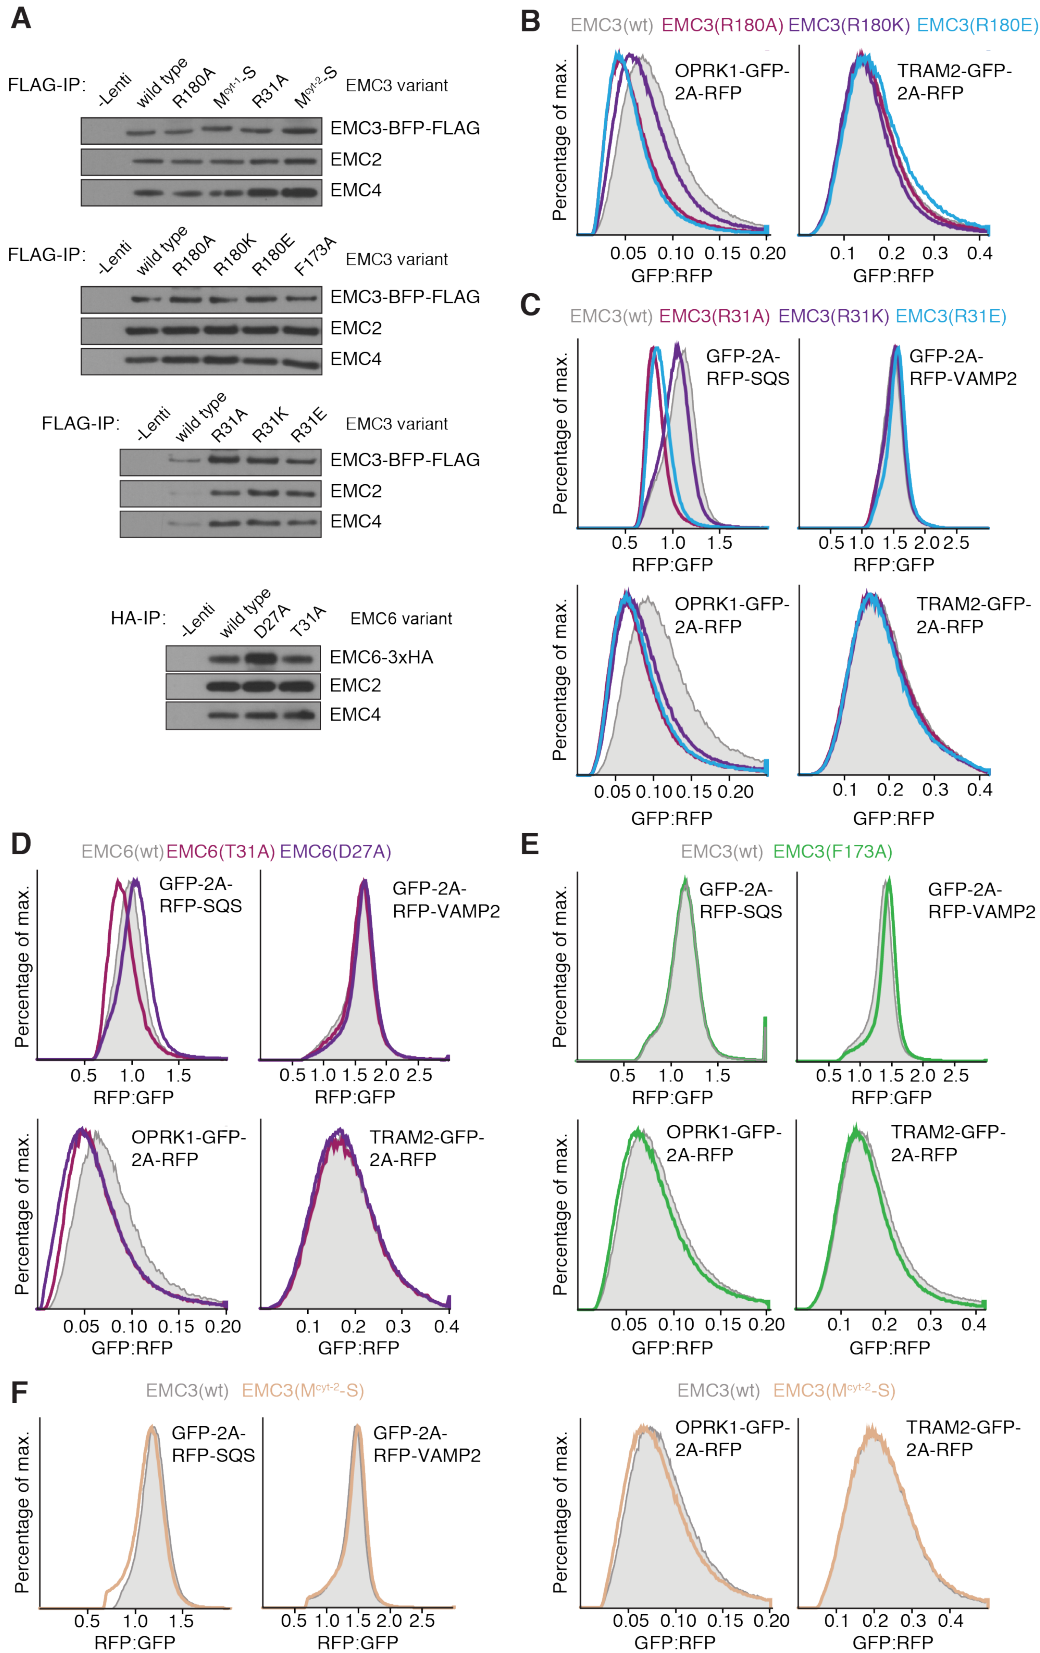 A
FLAG-IP: -Lenti wild type R180A Mcyt-1-S R31A Mcyt-2-S EMC3 variant
EMC3-BFP-FLAG
EMC2
EMC4
FLAG-IP: -Lenti wild type R180A R180K R180E F173A EMC3 variant
EMC3-BFP-FLAG
EMC2
EMC4
FLAG-IP: -Lenti wild type R31A R31K R31E EMC3 variant
EMC3-BFP-FLAG
EMC2
EMC4
HA-IP: -Lenti wild type D27A T31A EMC6 variant
EMC6-3xHA
EMC2
EMC4
B
EMC3(wt) EMC3(R180A) EMC3(R180K) EMC3(R180E)
Percentage of max.
OPRK1-GFP-
2A-RFP
0.05 0.10 0.15 0.20
GFP:RFP
TRAM2-GFP-
2A-RFP
0.1 0.2 0.3 0.4
GFP:RFP
C
EMC3(wt) EMC3(R31A) EMC3(R31K) EMC3(R31E)
Percentage of max.
GFP-2A-
RFP-SQS
0.5 1.0 1.5
RFP:GFP
GFP-2A-
RFP-VAMP2
0.5 1.0 1.5 2.0 2.5
RFP:GFP
Percentage of max.
OPRK1-GFP-
2A-RFP
0.05 0.10 0.15 0.20
GFP:RFP
TRAM2-GFP-
2A-RFP
0.1 0.2 0.3 0.4
GFP:RFP
D
EMC6(wt) EMC6(T31A) EMC6(D27A)
Percentage of max.
GFP-2A-
RFP-SQS
0.5 1.0 1.5
RFP:GFP
GFP-2A-
RFP-VAMP2
0.5 1.0 1.5 2.0 2.5
RFP:GFP
Percentage of max.
OPRK1-GFP-
2A-RFP
0.05 0.10 0.15 0.20
GFP:RFP
TRAM2-GFP-
2A-RFP
0.1 0.2 0.3 0.4
GFP:RFP
E
EMC3(wt) EMC3(F173A)
Percentage of max.
GFP-2A-
RFP-SQS
0.5 1.0 1.5
RFP:GFP
GFP-2A-
RFP-VAMP2
0.5 1.0 1.5 2.0 2.5
RFP:GFP
Percentage of max.
OPRK1-GFP-
2A-RFP
0.05 0.10 0.15 0.20
GFP:RFP
TRAM2-GFP-
2A-RFP
0.1 0.2 0.3 0.4
GFP:RFP
F
EMC3(wt) EMC3(Mcyt-2-S)
Percentage of max.
GFP-2A-
RFP-SQS
0.5 1.0 1.5
RFP:GFP
GFP-2A-
RFP-VAMP2
0.5 1.0 1.5 2.0 2.5
RFP:GFP
EMC3(wt) EMC3(Mcyt-2-S)
Percentage of max.
OPRK1-GFP-
2A-RFP
0.05 0.10 0.15 0.20
GFP:RFP
TRAM2-GFP-
2A-RFP
0.1 0.2 0.3 0.4
GFP:RFP